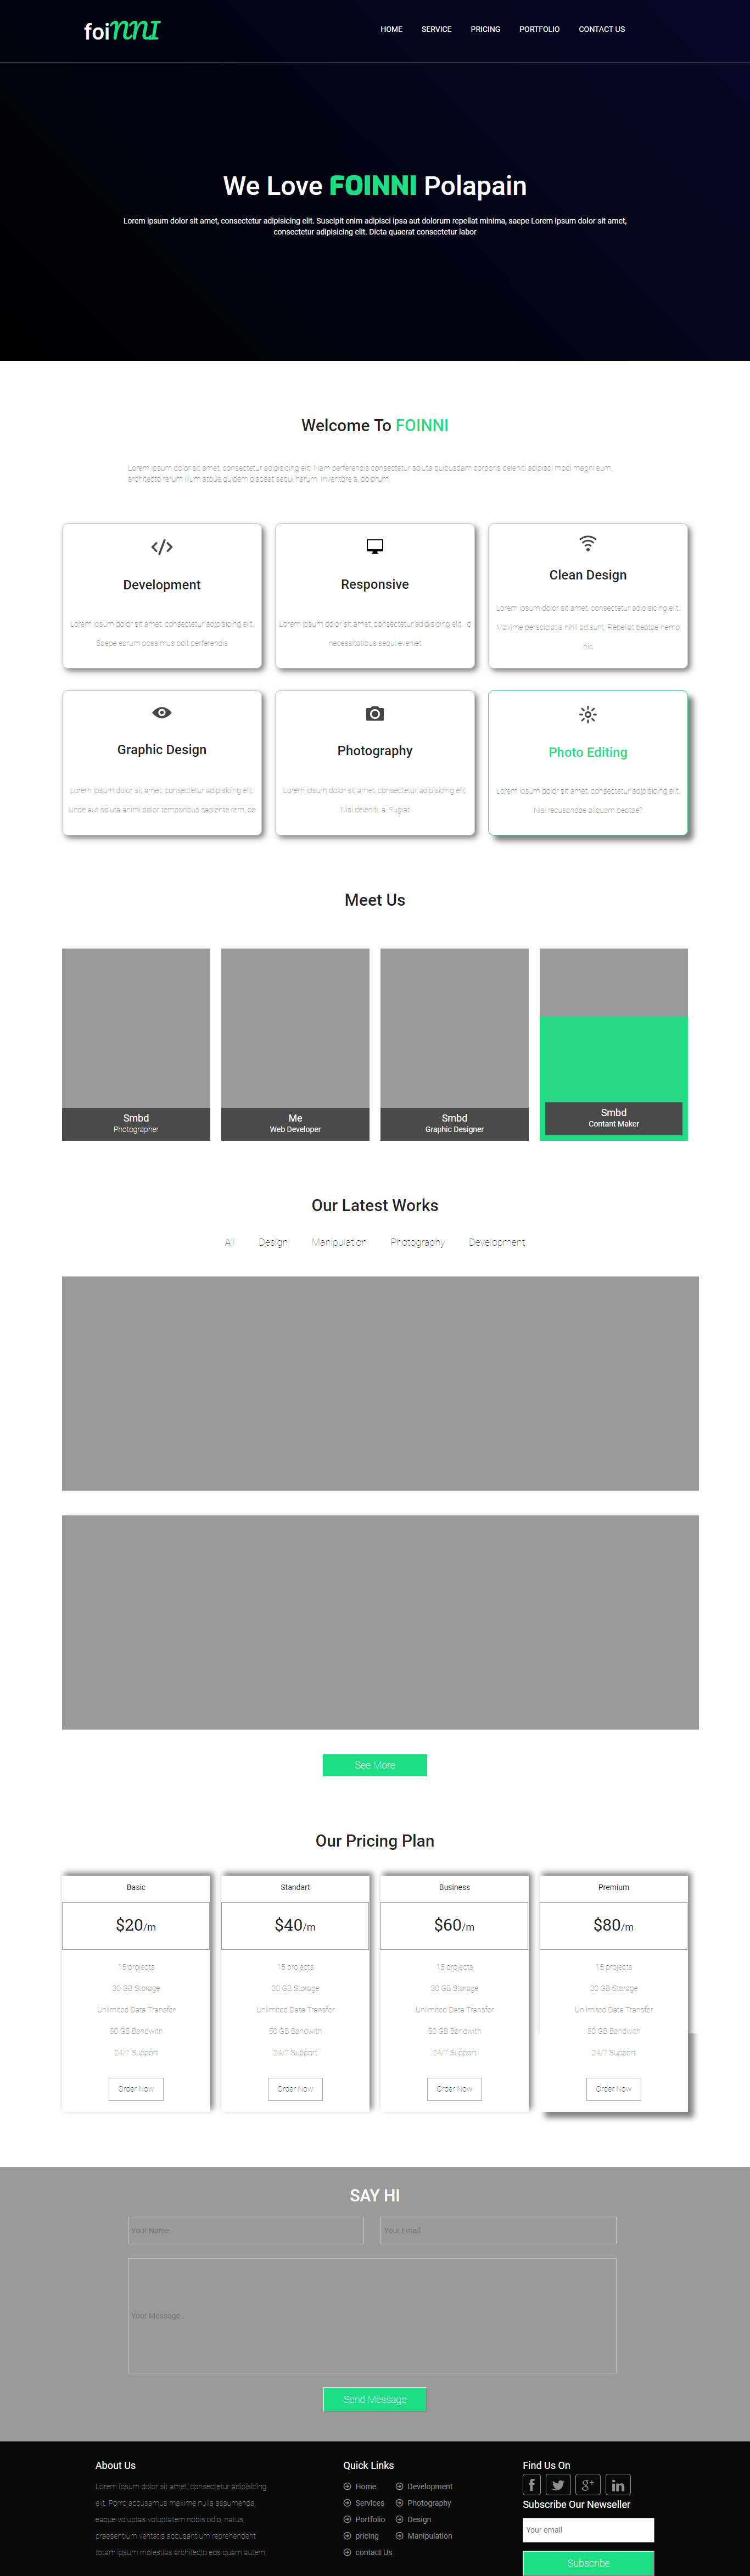 foiNNI
HOME SERVICE PRICING PORTFOLIO CONTACT US
We Love FOINNI Polapain
Lorem ipsum dolor sit amet, consectetur adipisicing elit. Suscipit enim adipisci ipsa aut dolorum repellat minima, saepe Lorem ipsum dolor sit amet,
consectetur adipisicing elit. Dicta quaerat consectetur labor
Welcome To FOINNI
Lorem ipsum dolor sit amet, consectetur adipisicing elit. Nam perferendis consectetur soluta quibusdam corporis deleniti adipisci modi magni eum,
architecto rerum illum atque quidem placeat sequi harum. Inventore a, dolorum.
Development
Lorem ipsum dolor sit amet, consectetur adipisicing elit.
Saepe earum possimus odit perferendis
Responsive
Lorem ipsum dolor sit amet, consectetur adipisicing elit. Id
necessitatibus sequi eveniet
Clean Design
Lorem ipsum dolor sit amet, consectetur adipisicing elit.
Maxime perspiciatis nihil ad sunt. Repellat beatae nemo
hic
Graphic Design
Lorem ipsum dolor sit amet, consectetur adipisicing elit.
Unde aut soluta animi dolor temporibus sapiente rem, de
Photography
Lorem ipsum dolor sit amet, consectetur adipisicing elit.
Nisi deleniti, a. Fugiat
Photo Editing
Lorem ipsum dolor sit amet, consectetur adipisicing elit.
Nisi recusandae aliquam beatae?
Meet Us
Smbd
Photographer
Me
Web Developer
Smbd
Graphic Designer
Smbd
Contant Maker
Our Latest Works
All Design Manipulation Photography Development
See More
Our Pricing Plan
Basic
$20/m
15 projects
30 GB Storage
Unlimited Data Transfer
50 GB Bandwith
24/7 Support
Order Now
Standart
$40/m
15 projects
30 GB Storage
Unlimited Data Transfer
50 GB Bandwith
24/7 Support
Order Now
Business
$60/m
15 projects
30 GB Storage
Unlimited Data Transfer
50 GB Bandwith
24/7 Support
Order Now
Premium
$80/m
15 projects
30 GB Storage
Unlimited Data Transfer
50 GB Bandwith
24/7 Support
Order Now
SAY HI
Your Name
Your Email
Your Message..
Send Message
About Us
Lorem ipsum dolor sit amet, consectetur adipisicing
elit. Porro accusamus maxime nulla assumenda,
eaque voluptas voluptatem nobis odio, natus,
praesentium veritatis accusantium reprehenderit
totam ipsum molestias architecto eos quam autem.
Quick Links
Home
Services
Portfolio
pricing
contact Us
Development
Photography
Design
Manipulation
Find Us On
Subscribe Our Newseller
Your email
Subscribe